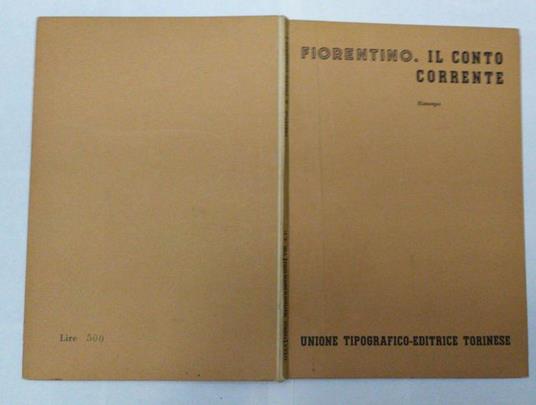 FIORENTINO. IL CONTO
CORRENTE
Ristampa
UNIONE TIPOGRAFICO-EDITRICE TORINESE
Lire 500